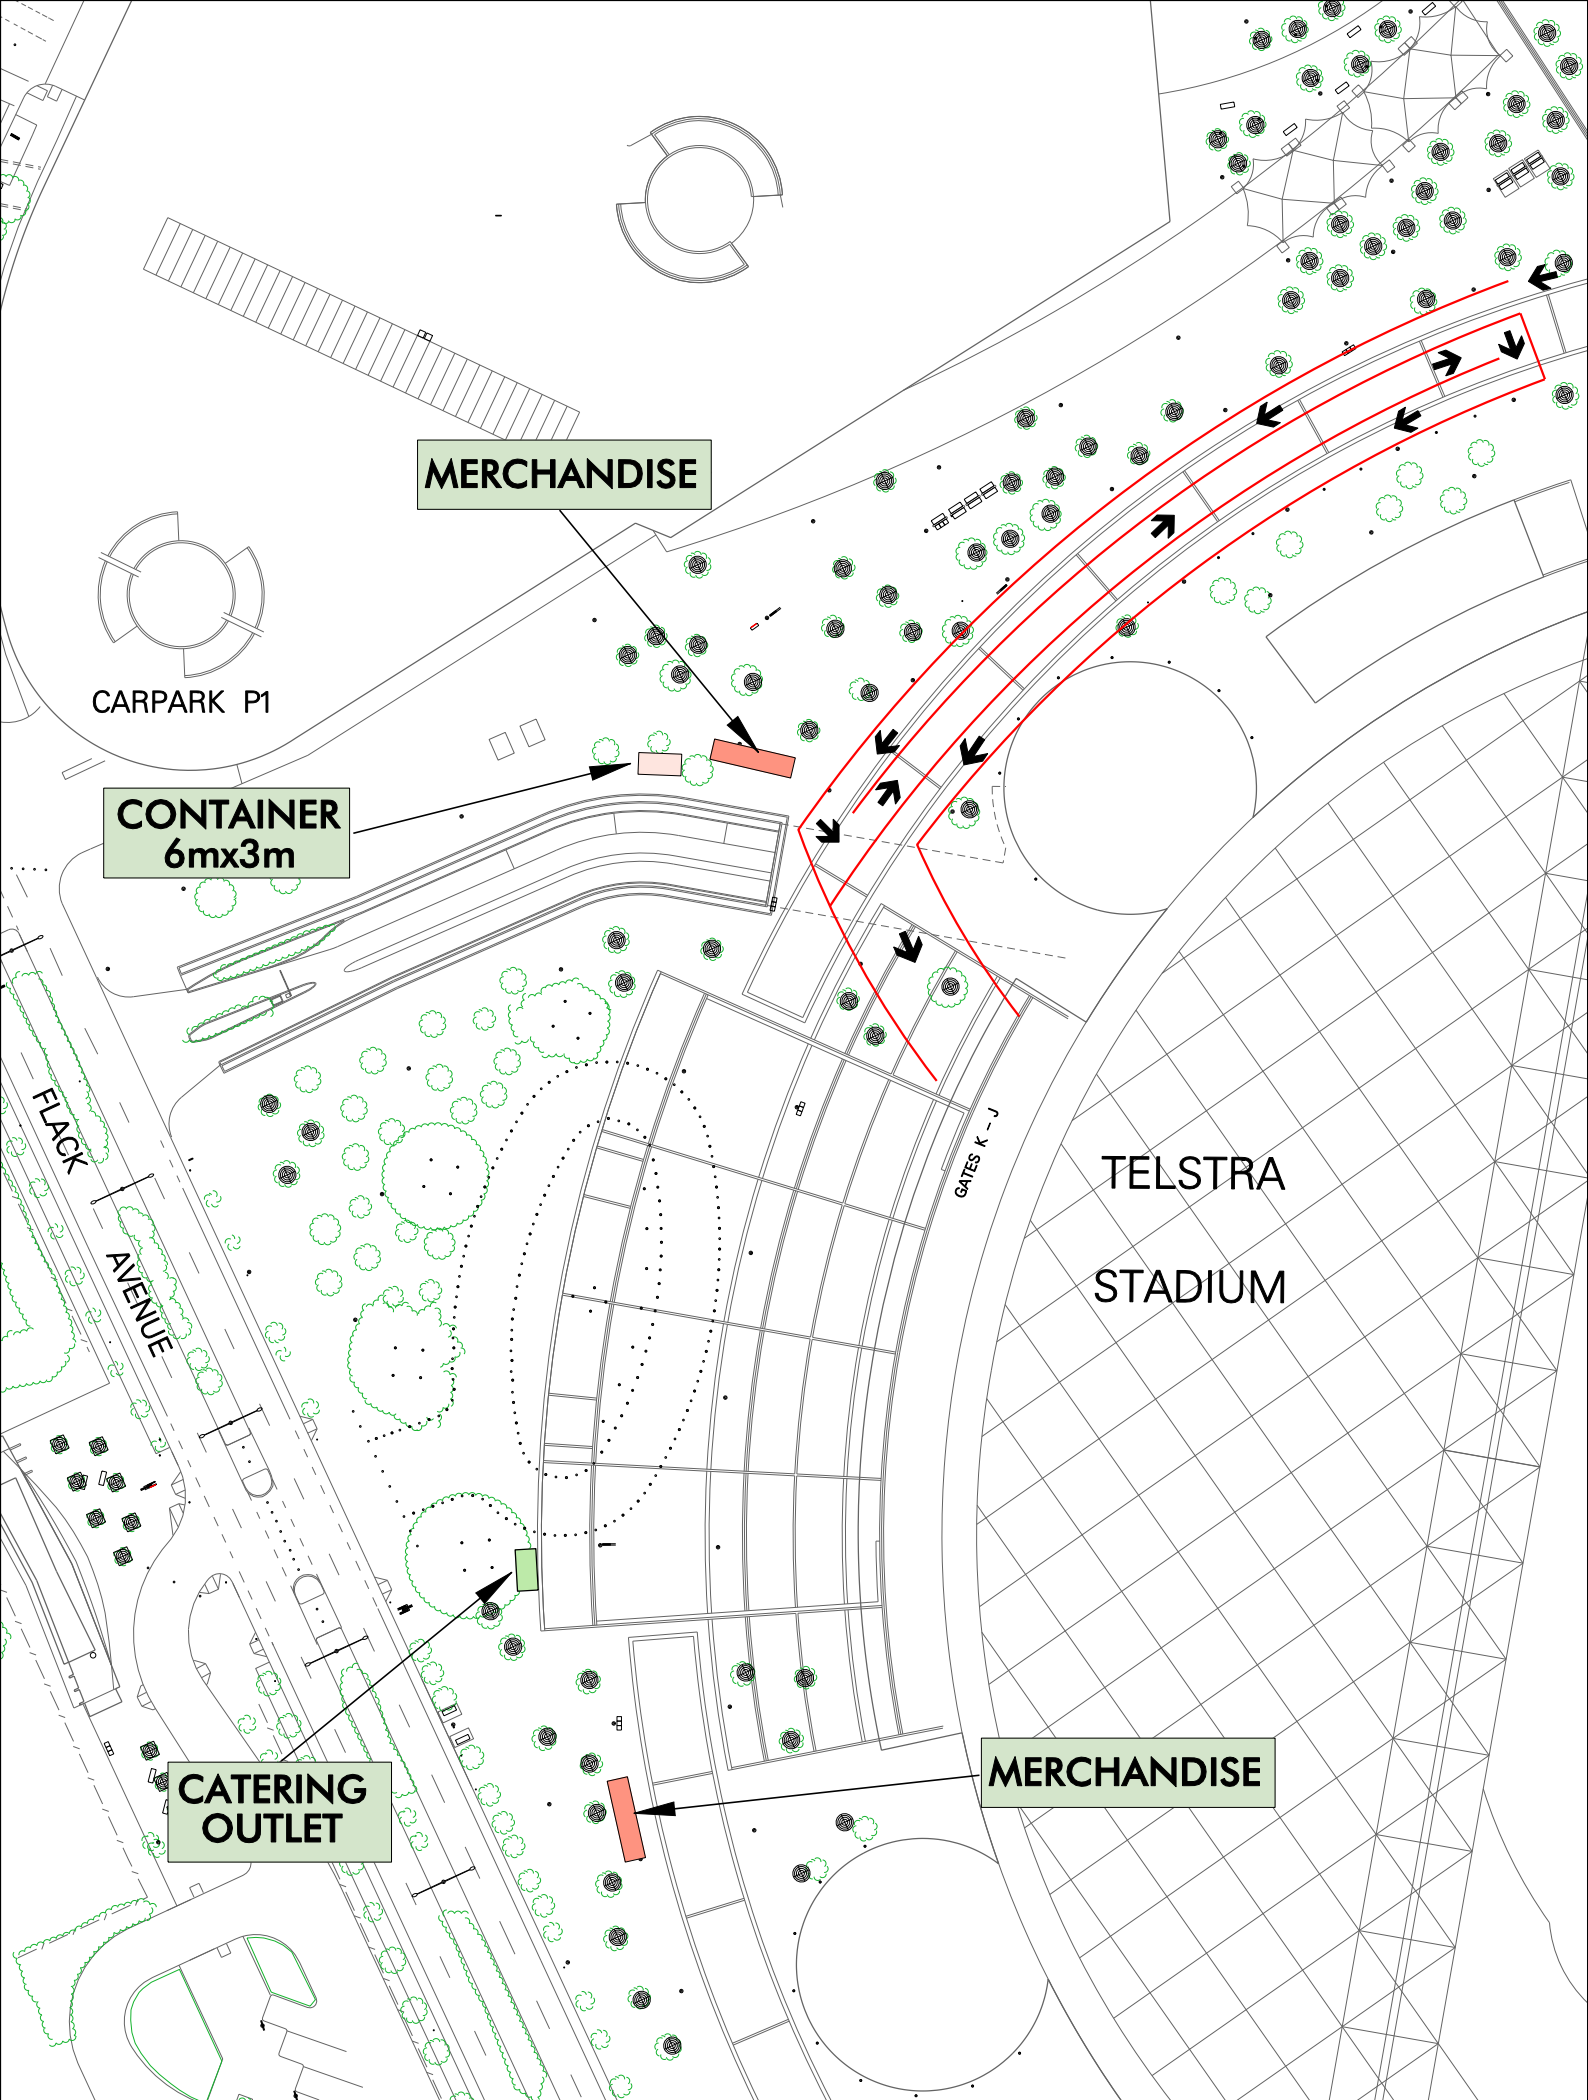 MERCHANDISE
CARPARK P1
CONTAINER
6mx3m
FLACK
AVENUE
GATES K – J
TELSTRA
STADIUM
CATERING
OUTLET
MERCHANDISE